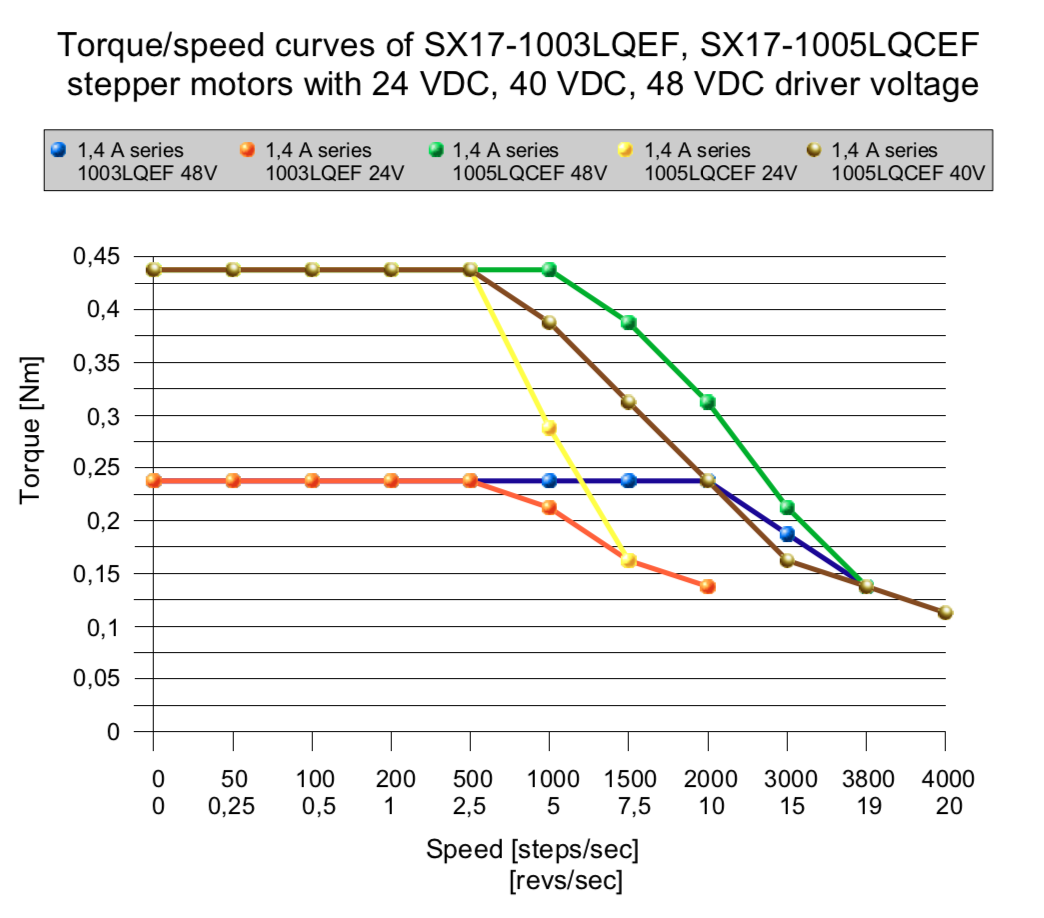 Torque/speed curves of SX17-1003LQEF, SX17-1005LQCEF
stepper motors with 24 VDC, 40 VDC, 48 VDC driver voltage
1,4 A series 1,4 A series 1,4 A series 1,4 A series 1,4 A series
1003LQEF 48V 1003LQEF 24V 1005LQCEF 48V 1005LQCEF 24V 1005LQCEF 40V
Torque [Nm]
0,45
0,4
0,35
0,3
0,25
0,2
0,15
0,1
0,05
0
0 50 100 200 500 1000 1500 2000 3000 3800 4000
0 0,25 0,5 1 2,5 5 7,5 10 15 19 20
Speed [steps/sec]
[revs/sec]